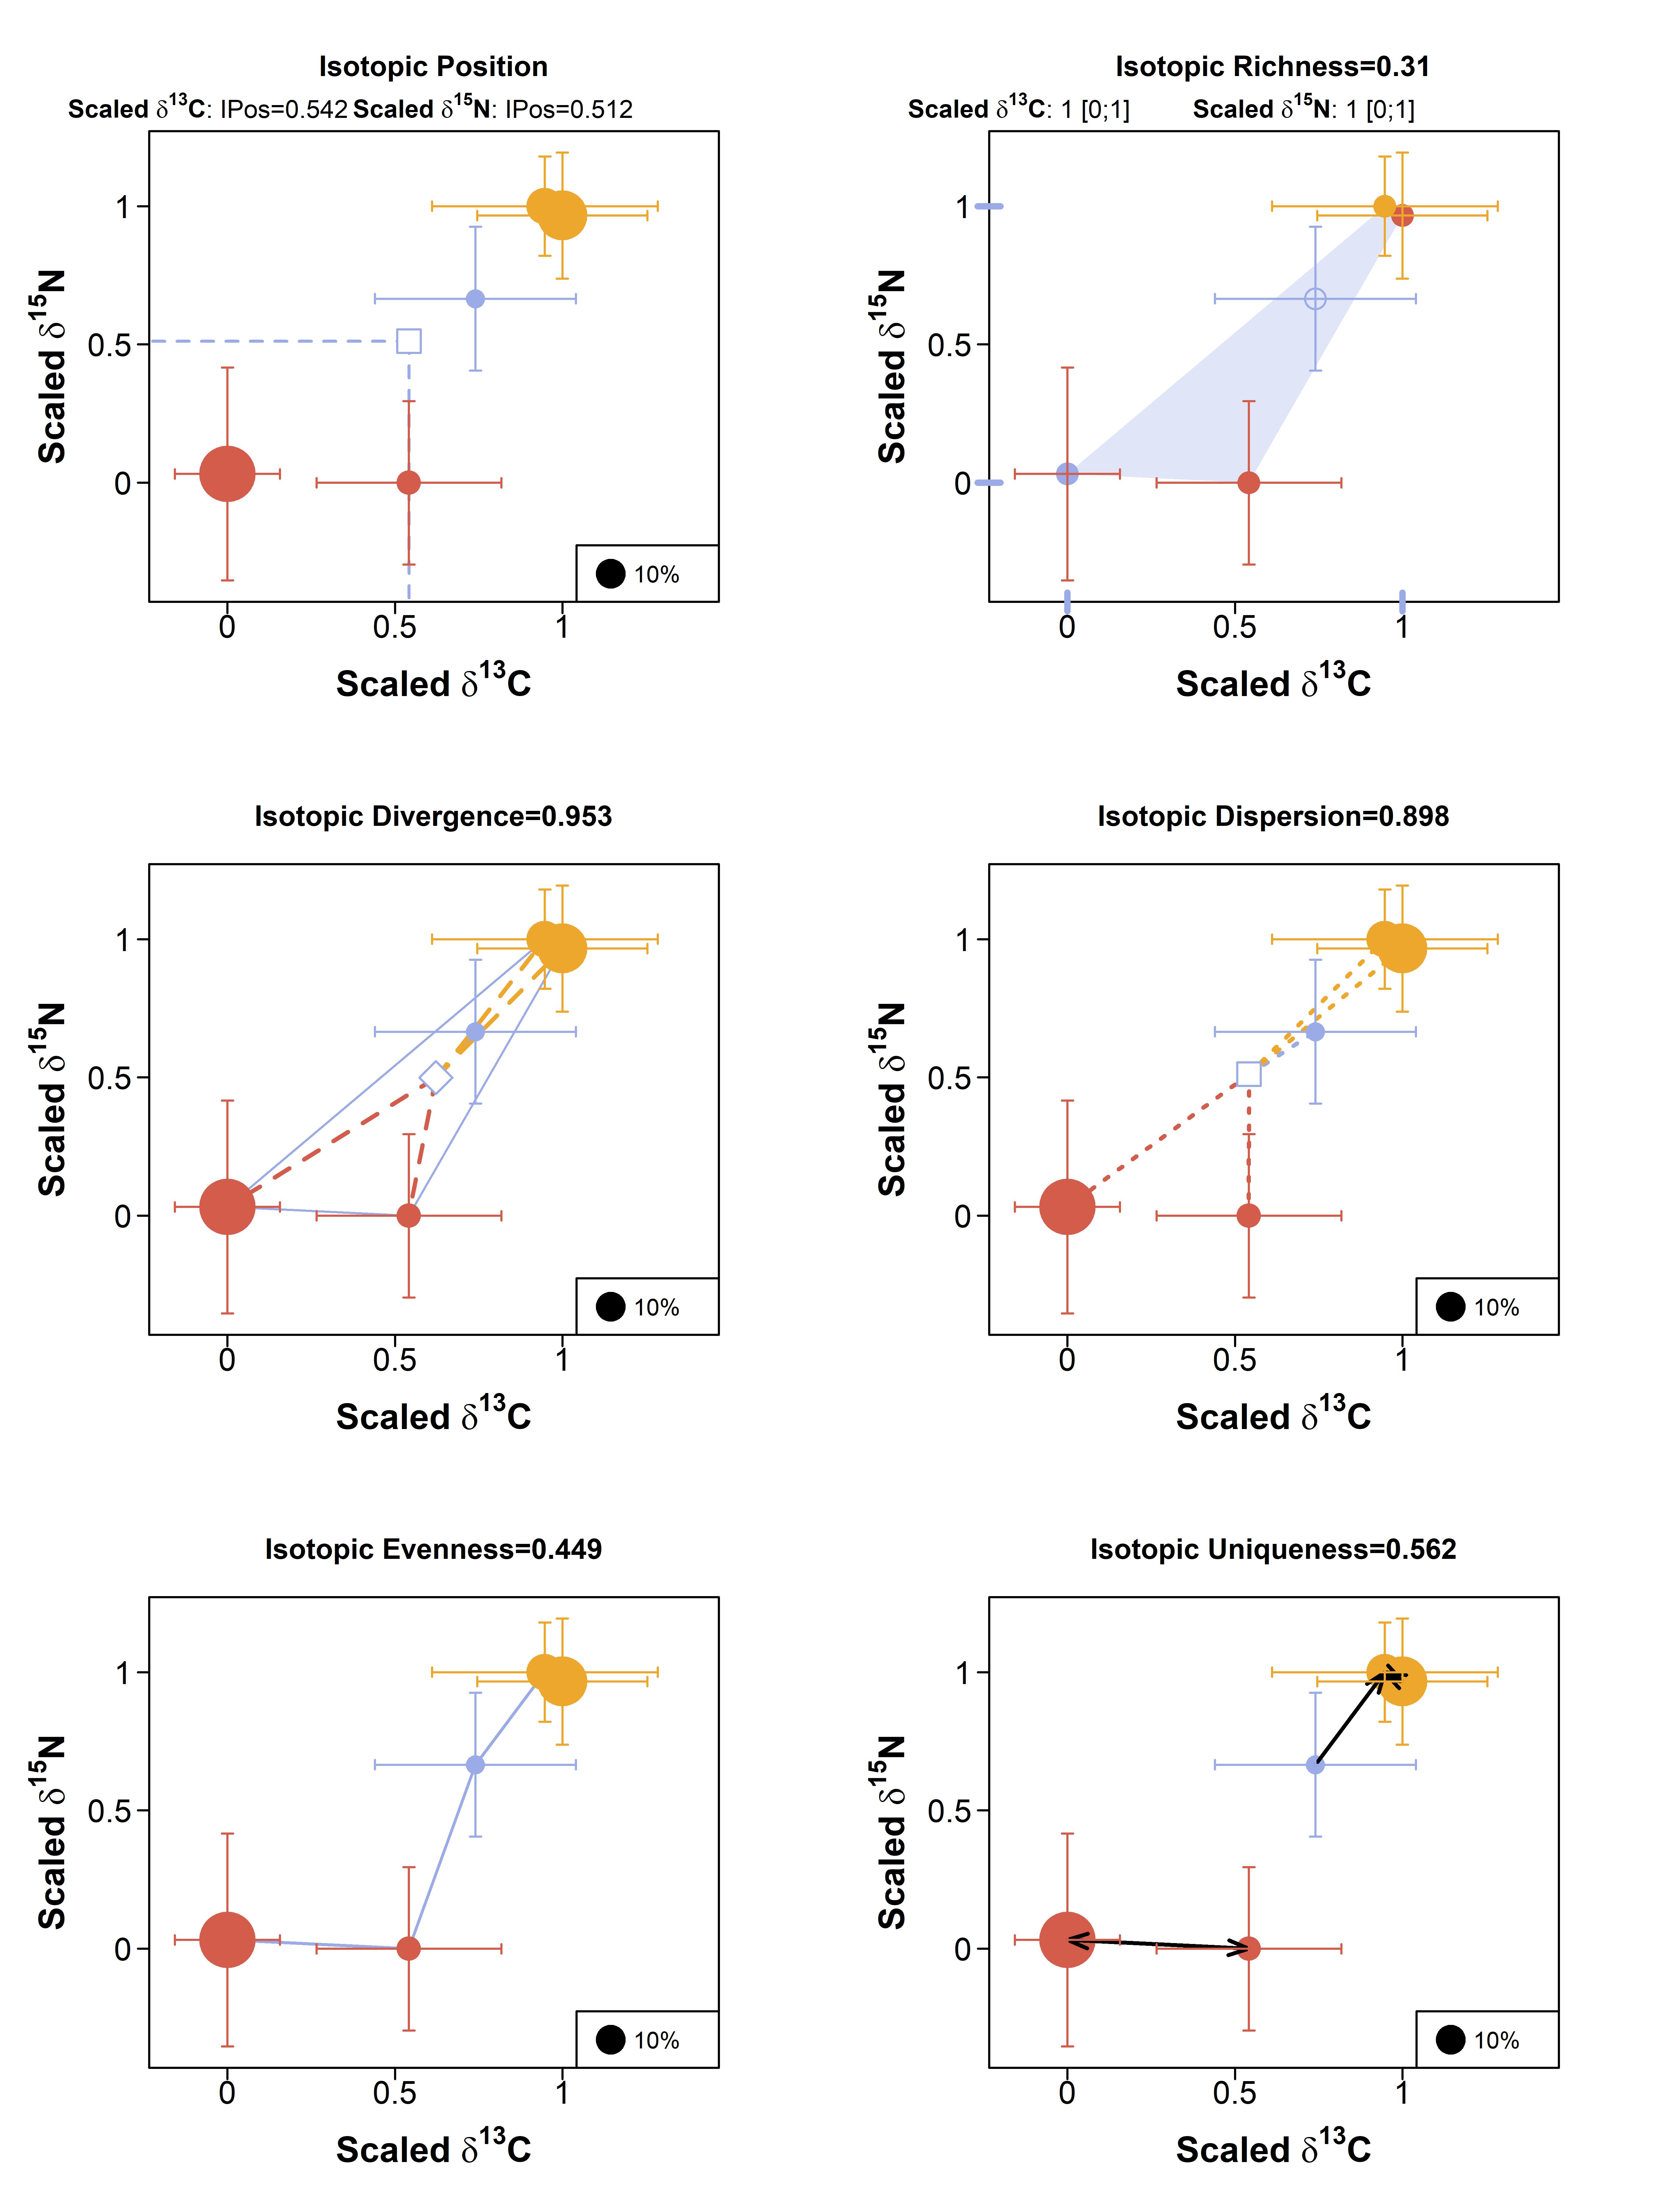 Isotopic Position
Scaled δ¹³C: IPos=0.542 Scaled δ¹⁵N: IPos=0.512
1
0.5
0
Scaled δ¹⁵N
10%
0 0.5 1
Scaled δ¹³C
Isotopic Richness=0.31
Scaled δ¹³C: 1 [0;1] Scaled δ¹⁵N: 1 [0;1]
1
0.5
0
Scaled δ¹⁵N
0 0.5 1
Scaled δ¹³C
Isotopic Divergence=0.953
1
0.5
0
Scaled δ¹⁵N
10%
0 0.5 1
Scaled δ¹³C
Isotopic Dispersion=0.898
1
0.5
0
Scaled δ¹⁵N
10%
0 0.5 1
Scaled δ¹³C
Isotopic Evenness=0.449
1
0.5
0
Scaled δ¹⁵N
10%
0 0.5 1
Scaled δ¹³C
Isotopic Uniqueness=0.562
1
0.5
0
Scaled δ¹⁵N
10%
0 0.5 1
Scaled δ¹³C